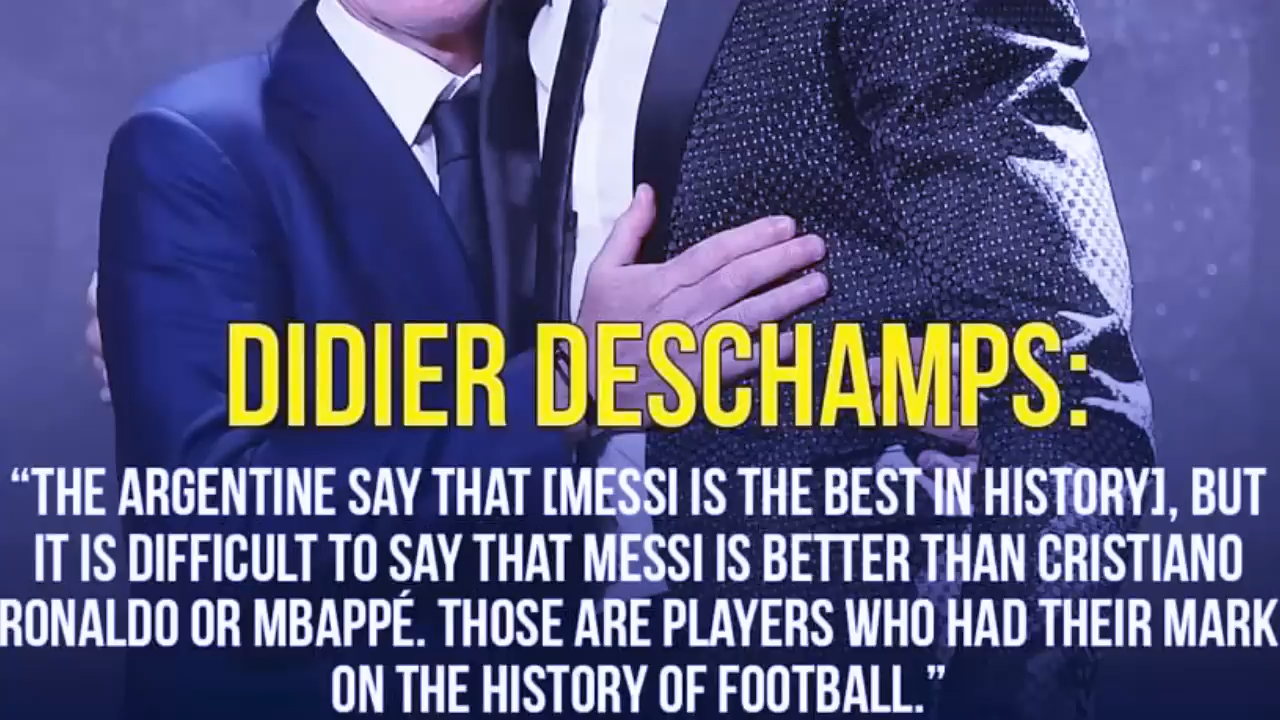 DIDIER DESCHAMPS:
“THE ARGENTINE SAY THAT [MESSI IS THE BEST IN HISTORY], BUT
IT IS DIFFICULT TO SAY THAT MESSI IS BETTER THAN CRISTIANO
RONALDO OR MBAPPÉ. THOSE ARE PLAYERS WHO HAD THEIR MARK
ON THE HISTORY OF FOOTBALL.”